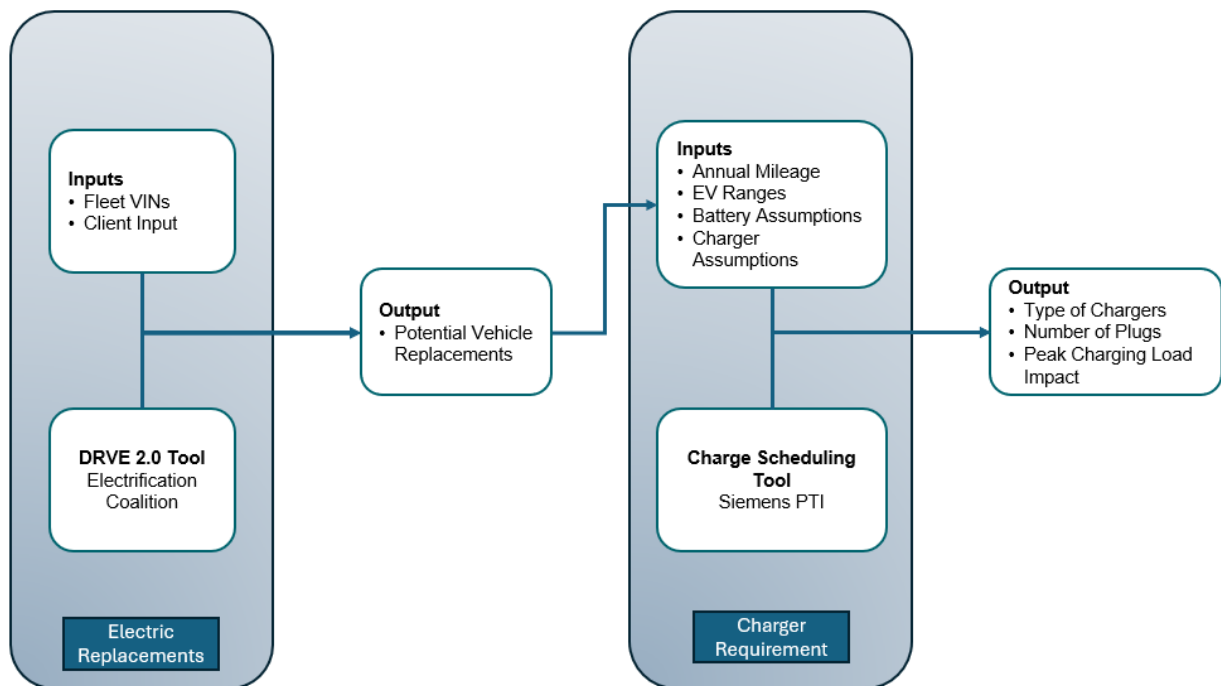 Inputs
• Fleet VINs
• Client Input
DRVE 2.0 Tool
Electrification
Coalition
Electric
Replacements
Output
• Potential Vehicle
Replacements
Inputs
• Annual Mileage
• EV Ranges
• Battery Assumptions
• Charger
Assumptions
Charge Scheduling
Tool
Siemens PTI
Charger
Requirement
Output
• Type of Chargers
• Number of Plugs
• Peak Charging Load
Impact